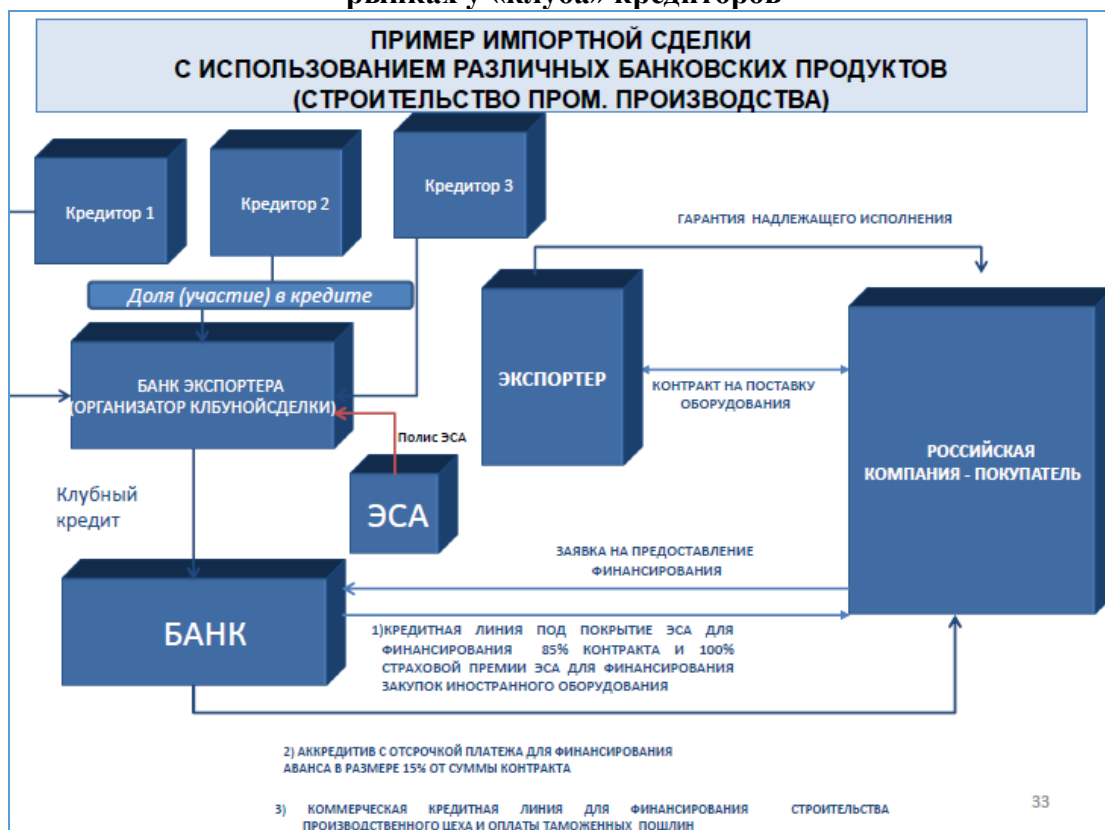 рынках у «клуба» кредиторов
ПРИМЕР ИМПОРТНОЙ СДЕЛКИ
С ИСПОЛЬЗОВАНИЕМ РАЗЛИЧНЫХ БАНКОВСКИХ ПРОДУКТОВ
(СТРОИТЕЛЬСТВО ПРОМ. ПРОИЗВОДСТВА)
Кредитор 1
Кредитор 2
Кредитор 3
ГАРАНТИЯ НАДЛЕЖАЩЕГО ИСПОЛНЕНИЯ
Доля (участие) в кредите
БАНК ЭКСПОРТЕРА
(ОРГАНИЗАТОР КЛБУНОЙСДЕЛКИ)
ЭКСПОРТЕР
КОНТРАКТ НА ПОСТАВКУ
ОБОРУДОВАНИЯ
РОССИЙСКАЯ
КОМПАНИЯ - ПОКУПАТЕЛЬ
Полис ЭСА
ЭСА
Клубный
кредит
ЗАЯВКА НА ПРЕДОСТАВЛЕНИЕ
ФИНАНСИРОВАНИЯ
БАНК
1)КРЕДИТНАЯ ЛИНИЯ ПОД ПОКРЫТИЕ ЭСА ДЛЯ
ФИНАНСИРОВАНИЯ 85% КОНТРАКТА И 100%
СТРАХОВОЙ ПРЕМИИ ЭСА ДЛЯ ФИНАНСИРОВАНИЯ
ЗАКУПОК ИНОСТРАННОГО ОБОРУДОВАНИЯ
2) АККРЕДИТИВ С ОТСРОЧКОЙ ПЛАТЕЖА ДЛЯ ФИНАНСИРОВАНИЯ
АВАНСА В РАЗМЕРЕ 15% ОТ СУММЫ КОНТРАКТА
3) КОММЕРЧЕСКАЯ КРЕДИТНАЯ ЛИНИЯ ДЛЯ ФИНАНСИРОВАНИЯ СТРОИТЕЛЬСТВА
ПРОИЗВОДСТВЕННОГО ЦЕХА И ОПЛАТЫ ТАМОЖЕННЫХ ПОШЛИН
33